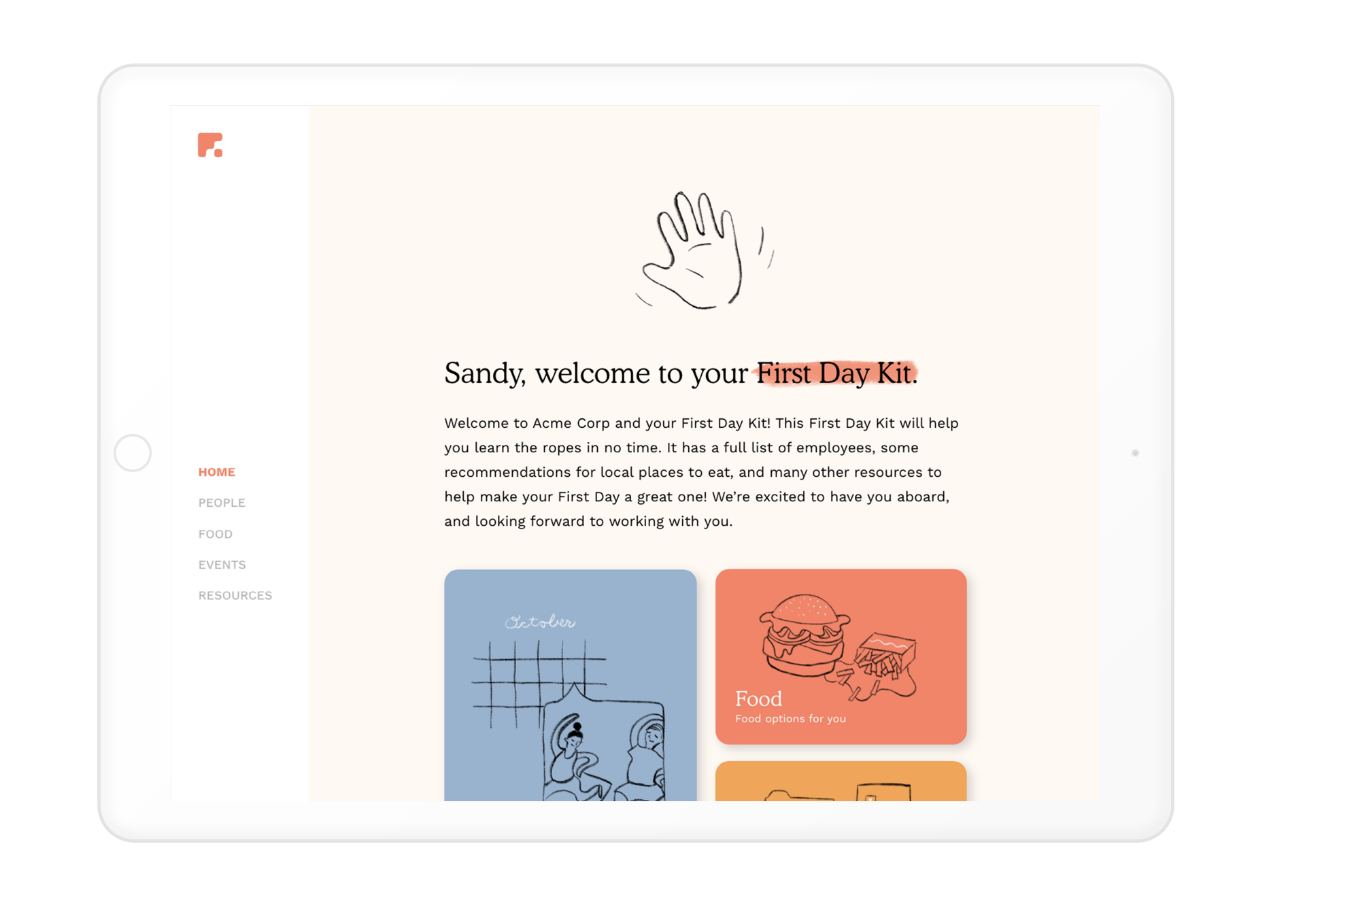 HOME
PEOPLE
FOOD
EVENTS
RESOURCES
Sandy, welcome to your First Day Kit.
Welcome to Acme Corp and your First Day Kit! This First Day Kit will help
you learn the ropes in no time. It has a full list of employees, some
recommendations for local places to eat, and many other resources to
help make your First Day a great one! We’re excited to have you aboard,
and looking forward to working with you.
October
Food
Food options for you